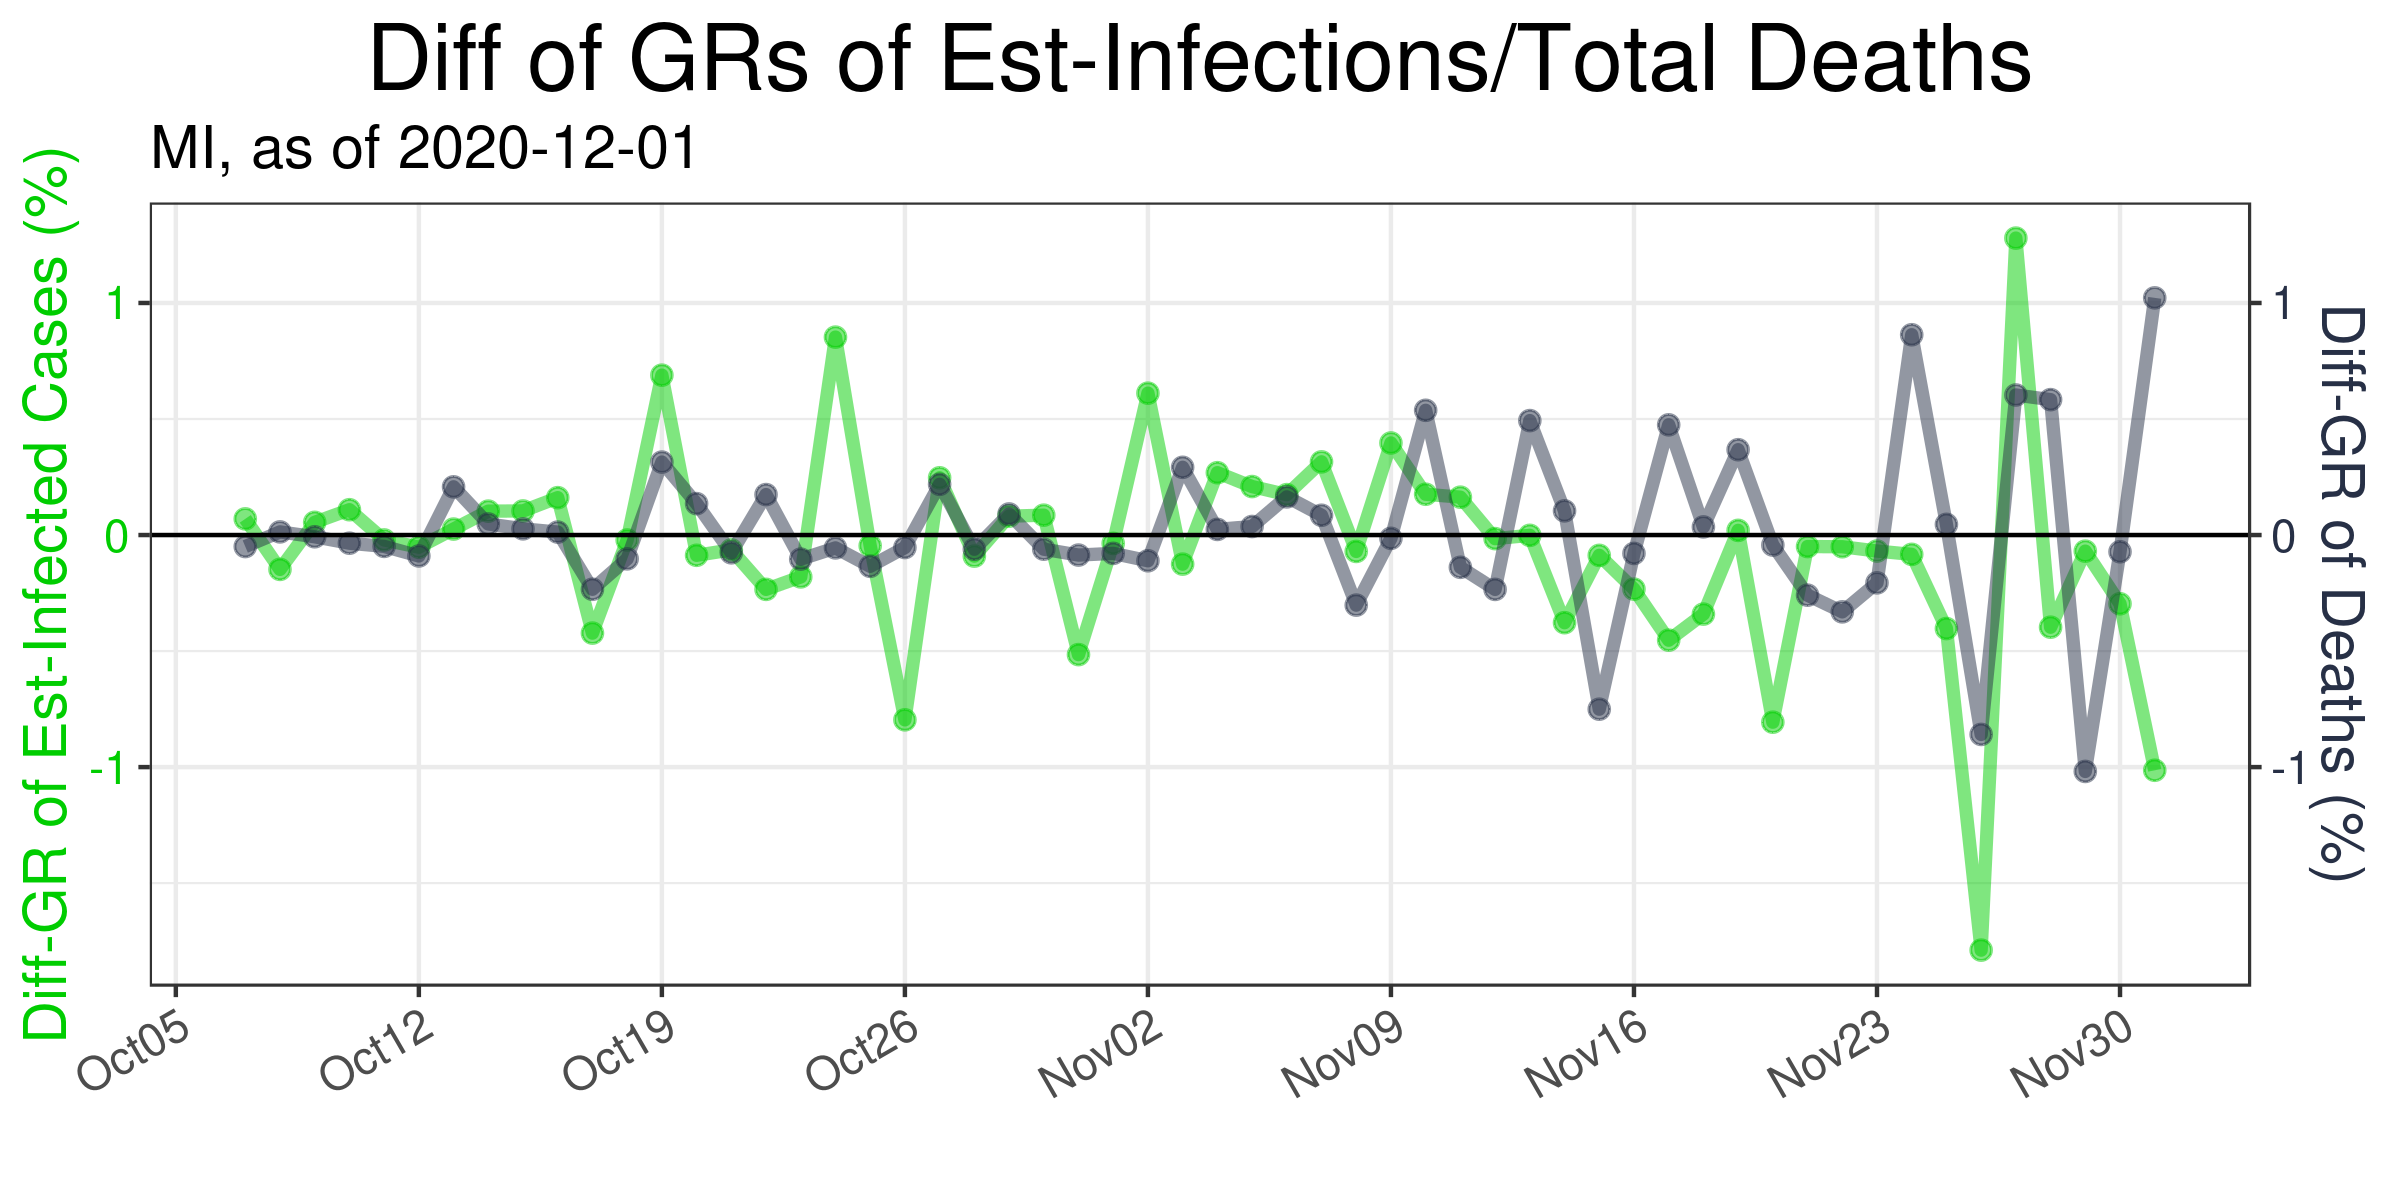 Diff of GRs of Est-Infections/Total Deaths
MI, as of 2020-12-01
Diff-GR of Est-Infected Cases (%)
1
0
-1
1
0
-1
Diff-GR of Deaths (%)
Oct05
Oct12
Oct19
Oct26
Nov02
Nov09
Nov16
Nov23
Nov30